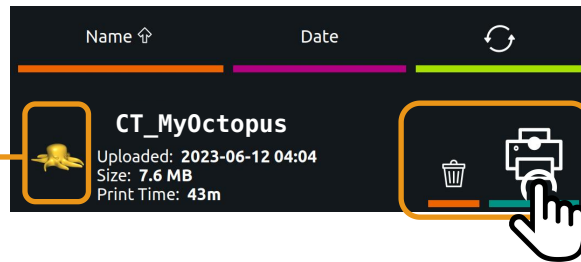 Name ⇧ Date
CT_MyOctopus
Uploaded: 2023-06-12 04:04
Size: 7.6 MB
Print Time: 43m